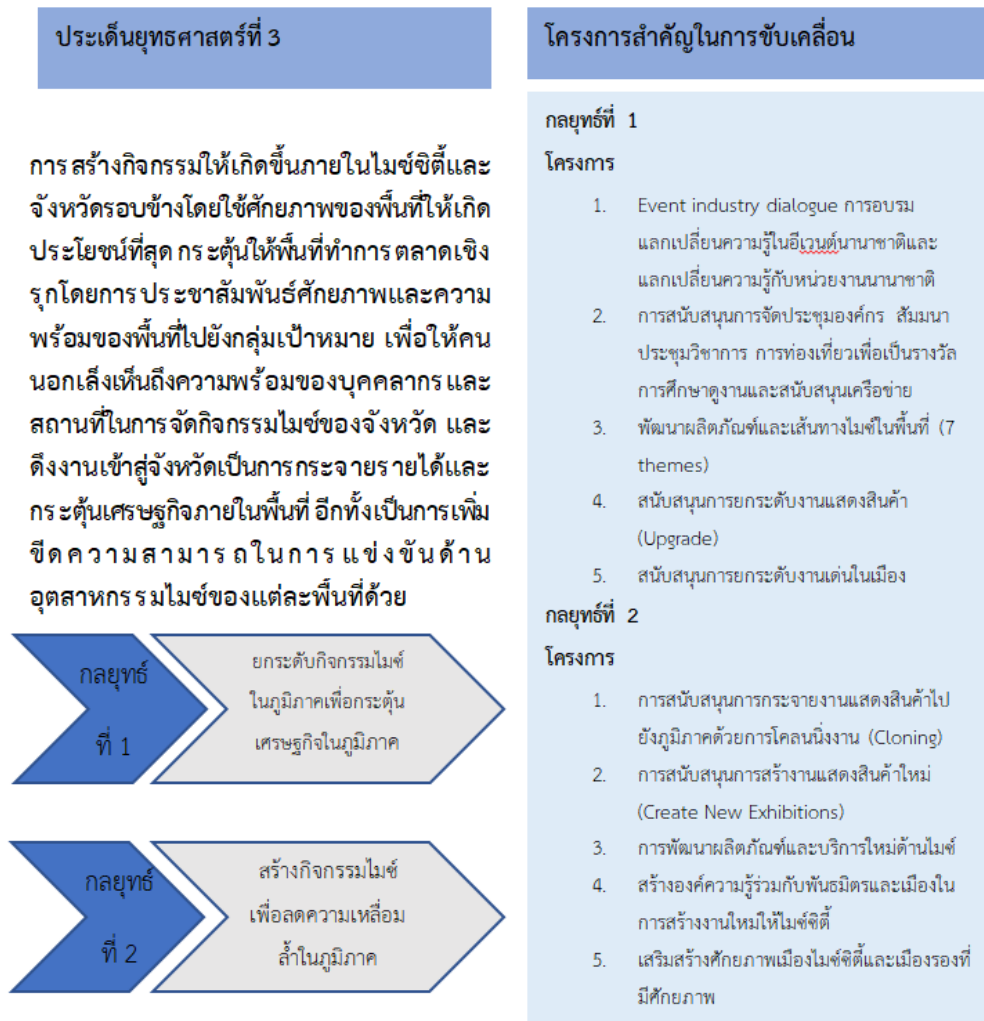 ประเด็นยุทธศาสตร์ที่ 3
การสร้างกิจกรรมให้เกิดขึ้นภายในไมซ์ซิตี้และ
จังหวัดรอบข้างโดยใช้ศักยภาพของพื้นที่ให้เกิด
ประโยชน์ที่สุด กระตุ้นให้พื้นที่ทำการตลาดเชิง
รุกโดยการประชาสัมพันธ์ศักยภาพและความ
พร้อมของพื้นที่ไปยังกลุ่มเป้าหมาย เพื่อให้คน
นอกเล็งเห็นถึงความพร้อมของบุคคลากรและ
สถานที่ในการจัดกิจกรรมไมซ์ของจังหวัด และ
ดึงงานเข้าสู่จังหวัดเป็นการกระจายรายได้และ
กระตุ้นเศรษฐกิจภายในพื้นที่ อีกทั้งเป็นการเพิ่ม
ขีดความสามารถในการแข่งขันด้าน
อุตสาหกรรมไมซ์ของแต่ละพื้นที่ด้วย
กลยุทธ์
ที่ 1
ยกระดับกิจกรรมไมซ์
ในภูมิภาคเพื่อกระตุ้น
เศรษฐกิจในภูมิภาค
กลยุทธ์
ที่ 2
สร้างกิจกรรมไมซ์
เพื่อลดความเหลื่อม
ล้ำในภูมิภาค
โครงการสำคัญในการขับเคลื่อน
กลยุทธ์ที่ 1
โครงการ
1. Event industry dialogue การอบรม
แลกเปลี่ยนความรู้ในอีเวนต์นานาชาติและ
แลกเปลี่ยนความรู้กับหน่วยงานนานาชาติ
2. การสนับสนุนการจัดประชุมองค์กร สัมมนา
ประชุมวิชาการ การท่องเที่ยวเพื่อเป็นรางวัล
การศึกษาดูงานและสนับสนุนเครือข่าย
3. พัฒนาผลิตภัณฑ์และเส้นทางไมซ์ในพื้นที่ (7
themes)
4. สนับสนุนการยกระดับงานแสดงสินค้า
(Upgrade)
5. สนับสนุนการยกระดับงานเด่นในเมือง
กลยุทธ์ที่ 2
โครงการ
1. การสนับสนุนการกระจายงานแสดงสินค้าไป
ยังภูมิภาคด้วยการโคลนนิ่งงาน (Cloning)
2. การสนับสนุนการสร้างงานแสดงสินค้าใหม่
(Create New Exhibitions)
3. การพัฒนาผลิตภัณฑ์และบริการใหม่ด้านไมซ์
4. สร้างองค์ความรู้ร่วมกับพันธมิตรและเมืองใน
การสร้างงานใหม่ให้ไมซ์ซิตี้
5. เสริมสร้างศักยภาพเมืองไมซ์ซิตี้และเมืองรองที่
มีศักยภาพ